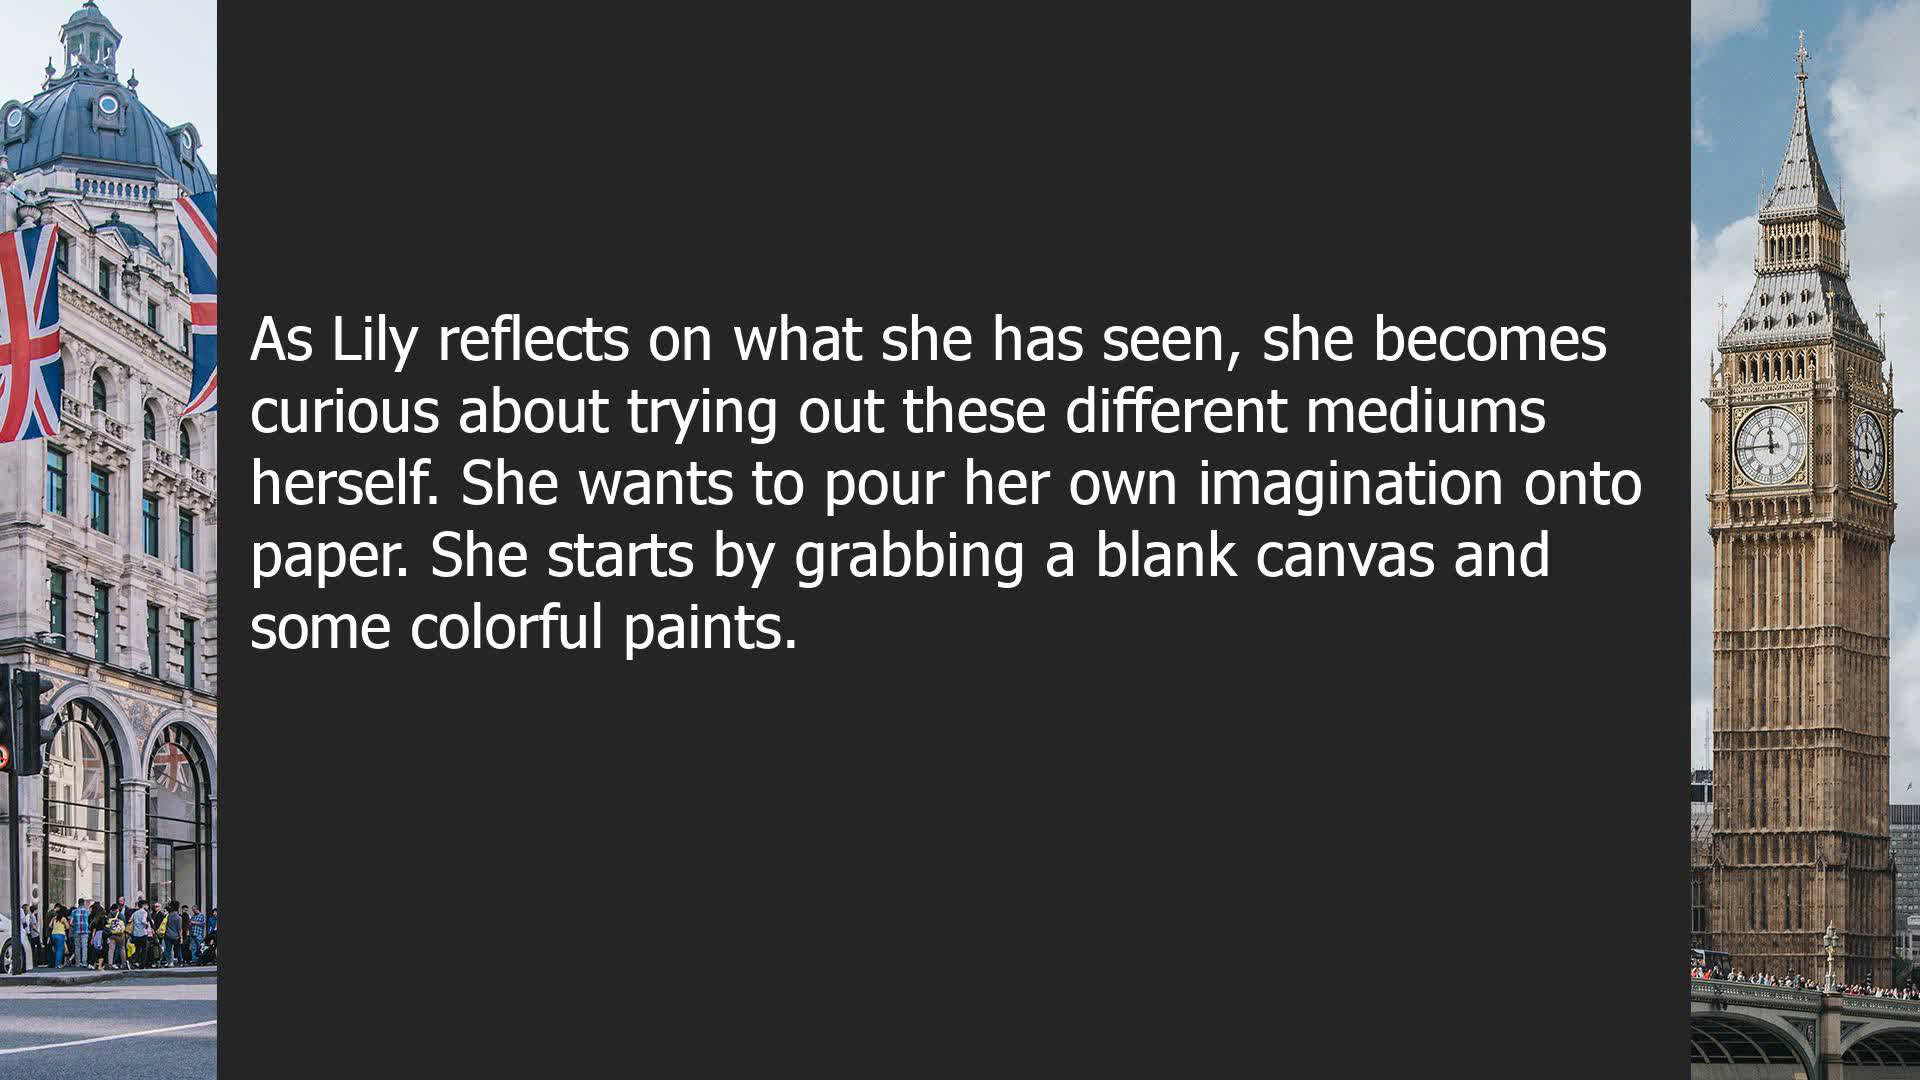 As Lily reflects on what she has seen, she becomes
curious about trying out these different mediums
herself. She wants to pour her own imagination onto
paper. She starts by grabbing a blank canvas and
some colorful paints.